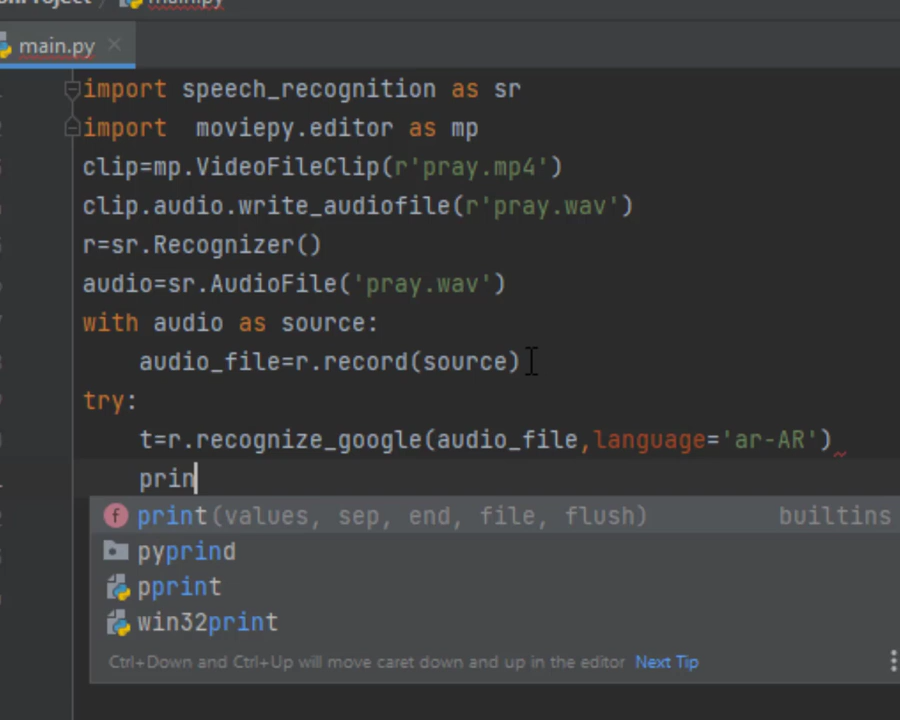 main.py
import speech_recognition as sr
import  moviepy.editor as mp
clip=mp.VideoFileClip(r'pray.mp4')
clip.audio.write_audiofile(r'pray.wav')
r=sr.Recognizer()
audio=sr.AudioFile('pray.wav')
with audio as source:
    audio_file=r.record(source)
try:
    t=r.recognize_google(audio_file,language='ar-AR')
    prin
f print(values, sep, end, file, flush) builtins
pyprind
pprint
win32print
Ctrl+Down and Ctrl+Up will move caret down and up in the editor Next Tip